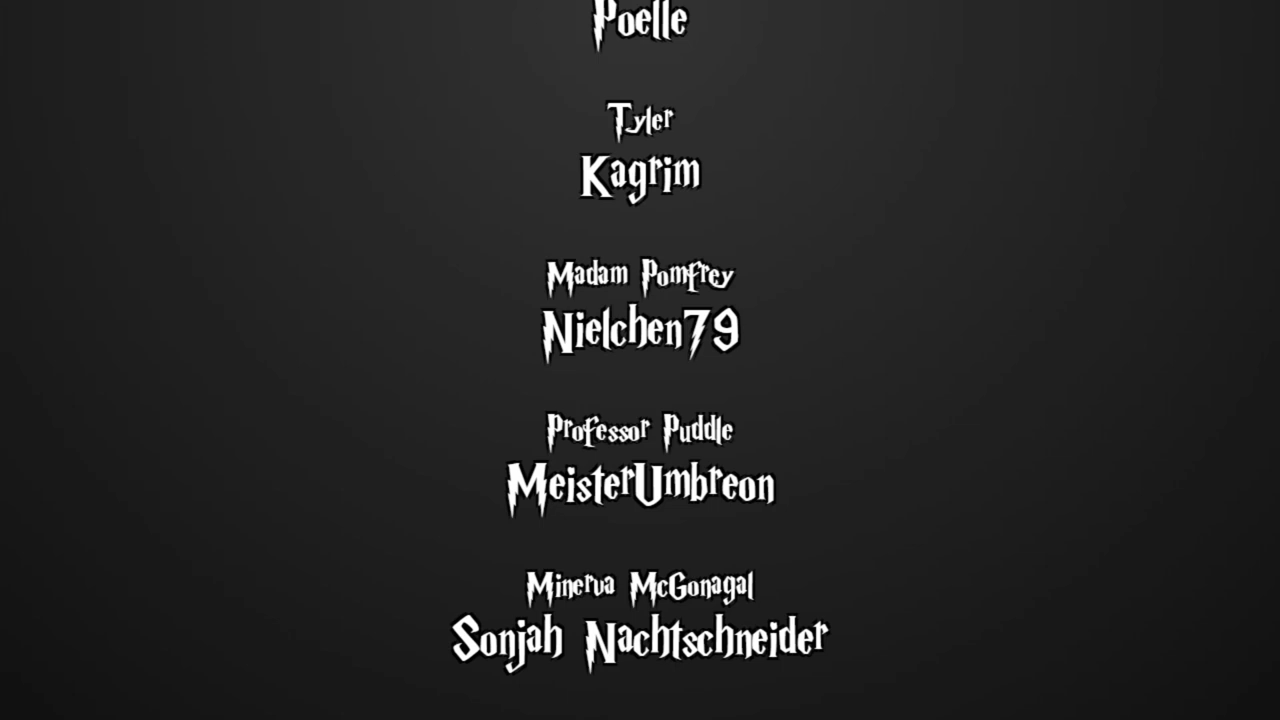 Poelle
Tyler
Kagrim
Madam Pomfrey
Nielchen79
Professor Puddle
MeisterUmbreon
Minerva McGonagal
Sonjah Nachtschneider